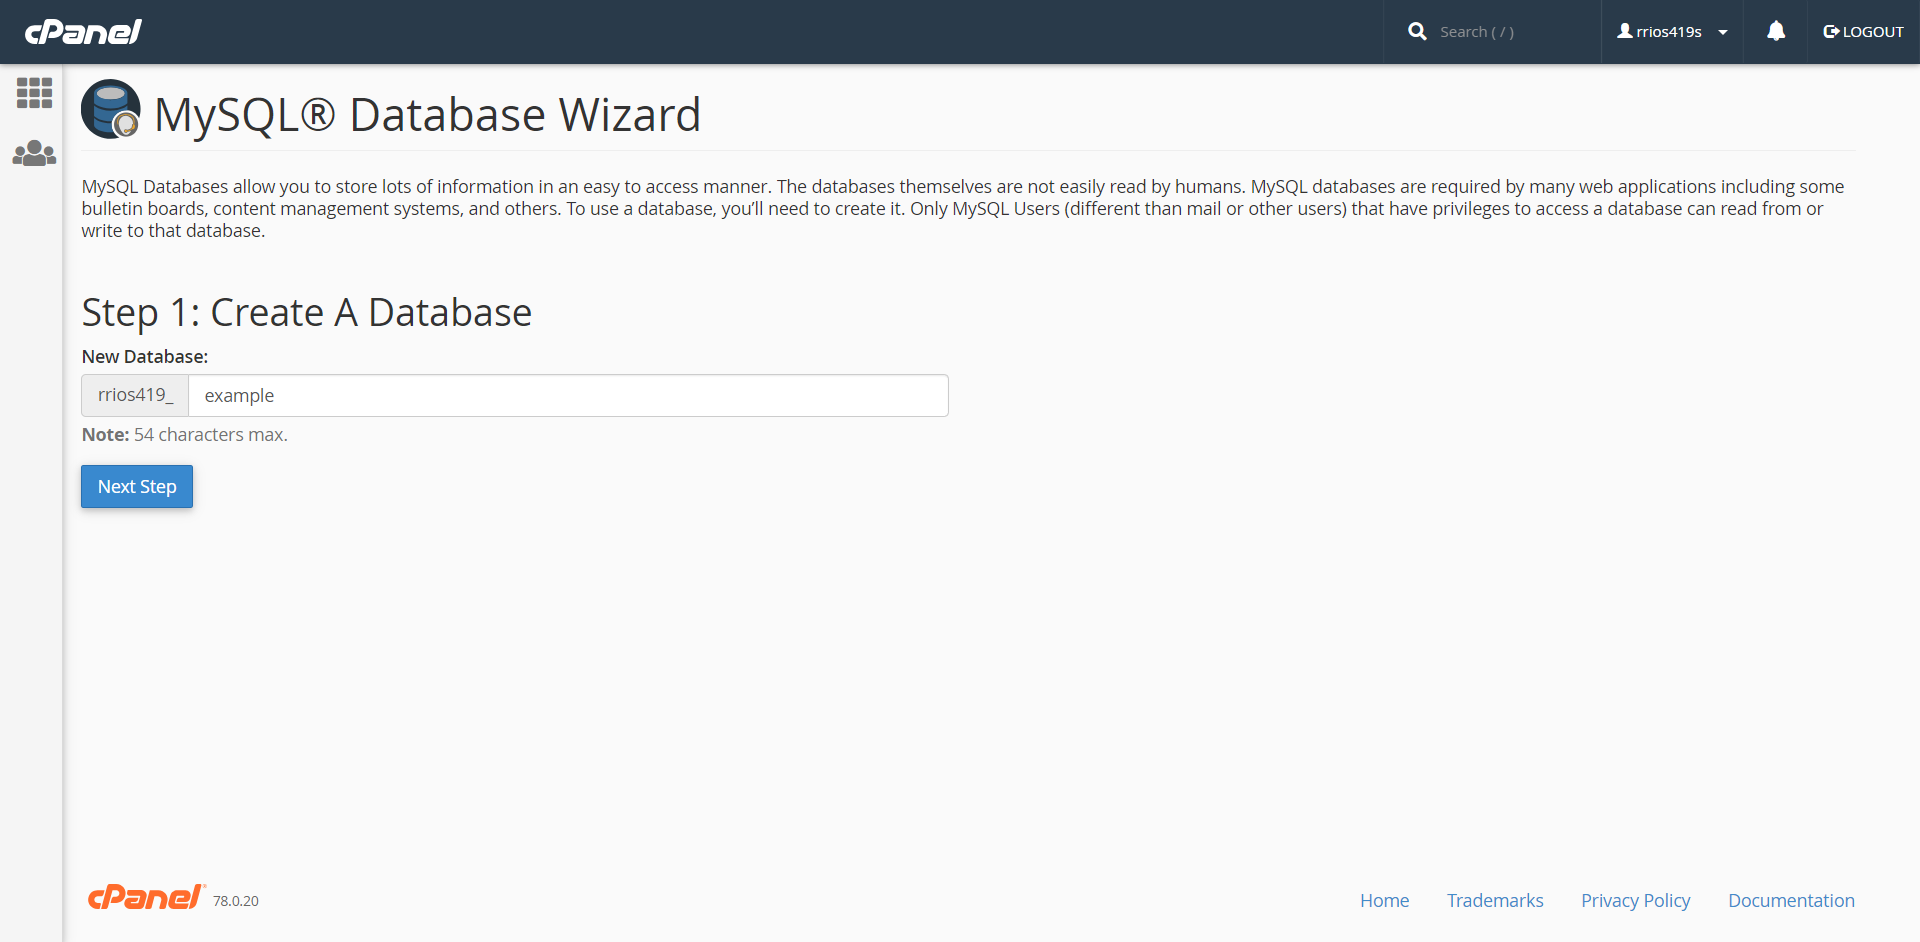 cPanel
Search ( / )
rrios419s
LOGOUT
MySQL® Database Wizard
MySQL Databases allow you to store lots of information in an easy to access manner. The databases themselves are not easily read by humans. MySQL databases are required by many web applications including some
bulletin boards, content management systems, and others. To use a database, you’ll need to create it. Only MySQL Users (different than mail or other users) that have privileges to access a database can read from or
write to that database.
Step 1: Create A Database
New Database:
rrios419_ example
Note: 54 characters max.
Next Step
cPanel® 78.0.20
Home Trademarks Privacy Policy Documentation